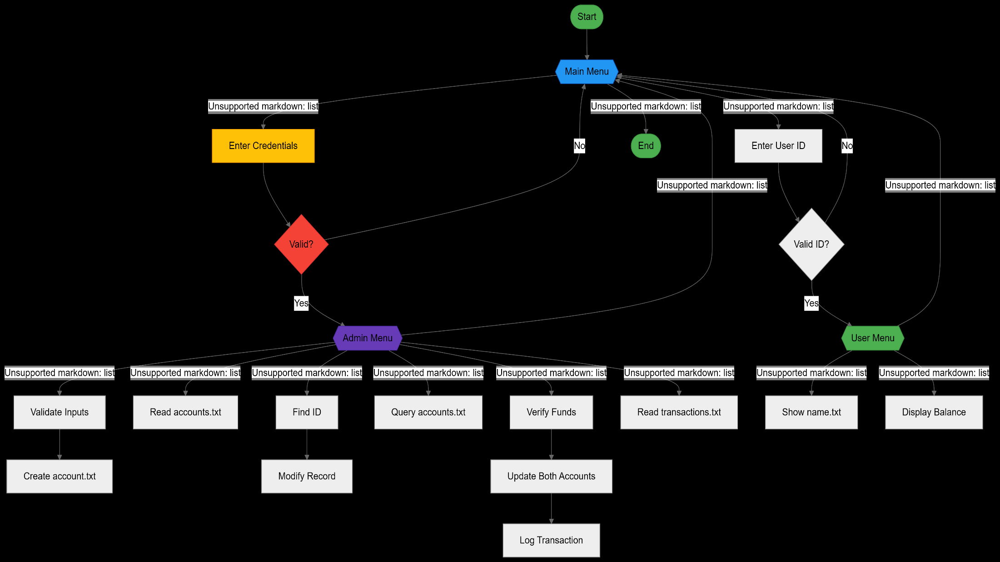 Start
Main Menu
Unsupported markdown: list
Unsupported markdown: list
Unsupported markdown: list
Enter Credentials
No
End
Enter User ID
No
Unsupported markdown: list
Unsupported markdown: list
Valid?
Valid ID?
Yes
Yes
Admin Menu
User Menu
Unsupported markdown: list
Unsupported markdown: list
Unsupported markdown: list
Unsupported markdown: list
Unsupported markdown: list
Unsupported markdown: list
Unsupported markdown: list
Unsupported markdown: list
Validate Inputs
Read accounts.txt
Find ID
Query accounts.txt
Verify Funds
Read transactions.txt
Show name.txt
Display Balance
Create account.txt
Modify Record
Update Both Accounts
Log Transaction